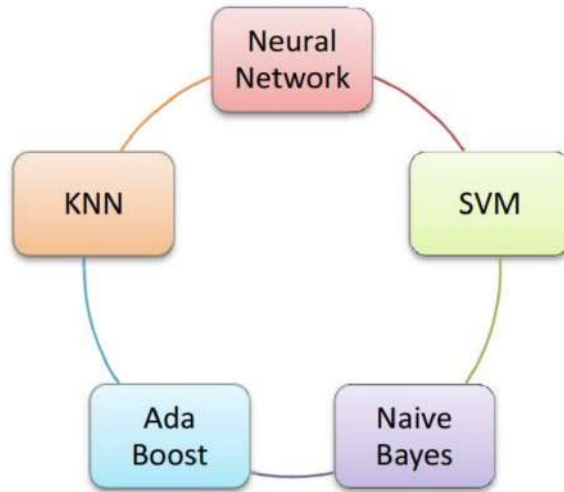 Neural
Network
KNN
SVM
Ada
Boost
Naive
Bayes